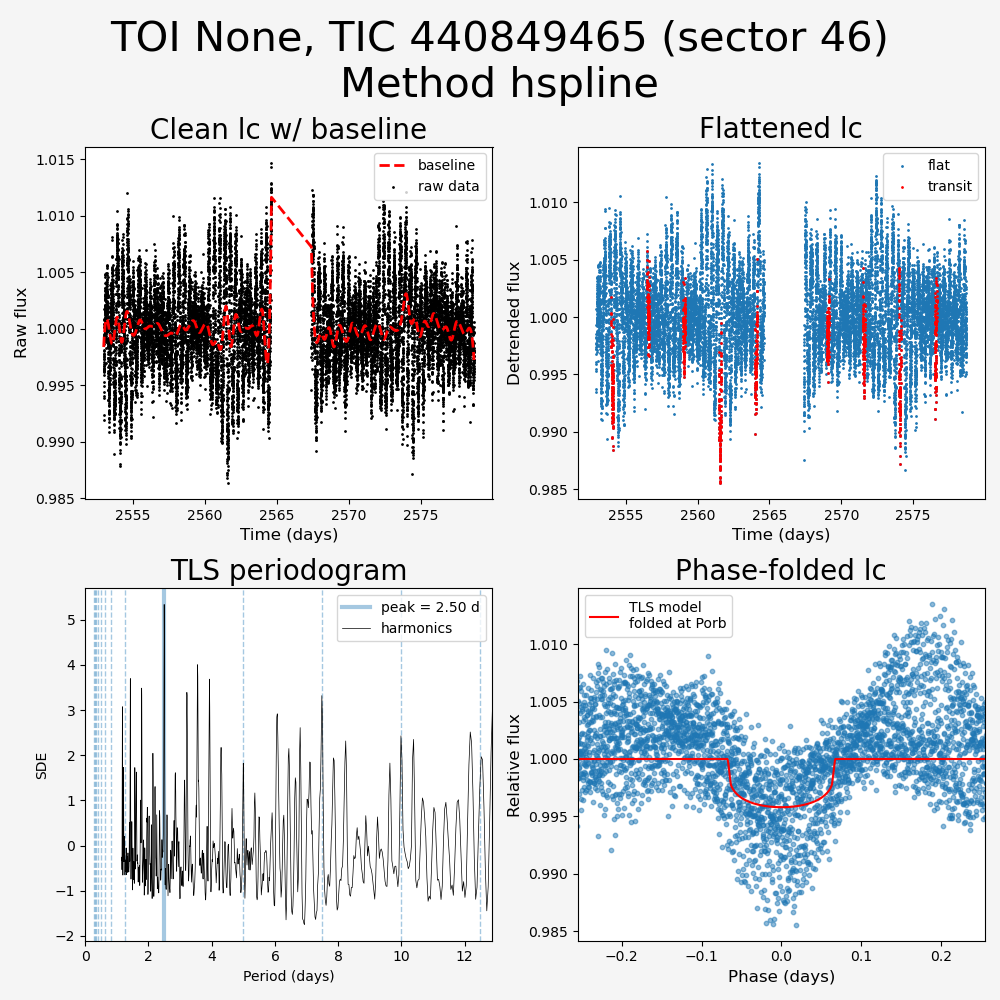 TOI None, TIC 440849465 (sector 46)
Method hspline
Clean lc w/ baseline
1.015
1.010
1.005
1.000
0.995
0.990
0.985
Raw flux
baseline
raw data
2555
2560
2565
2570
2575
Time (days)
Flattened lc
1.010
1.005
1.000
0.995
0.990
0.985
Detrended flux
flat
transit
2555
2560
2565
2570
2575
Time (days)
TLS periodogram
5
4
3
2
1
0
−1
−2
SDE
peak = 2.50 d
harmonics
0
2
4
6
8
10
12
Period (days)
Phase-folded lc
1.010
1.005
1.000
0.995
0.990
0.985
Relative flux
TLS model
folded at Porb
−0.2
−0.1
0.0
0.1
0.2
Phase (days)